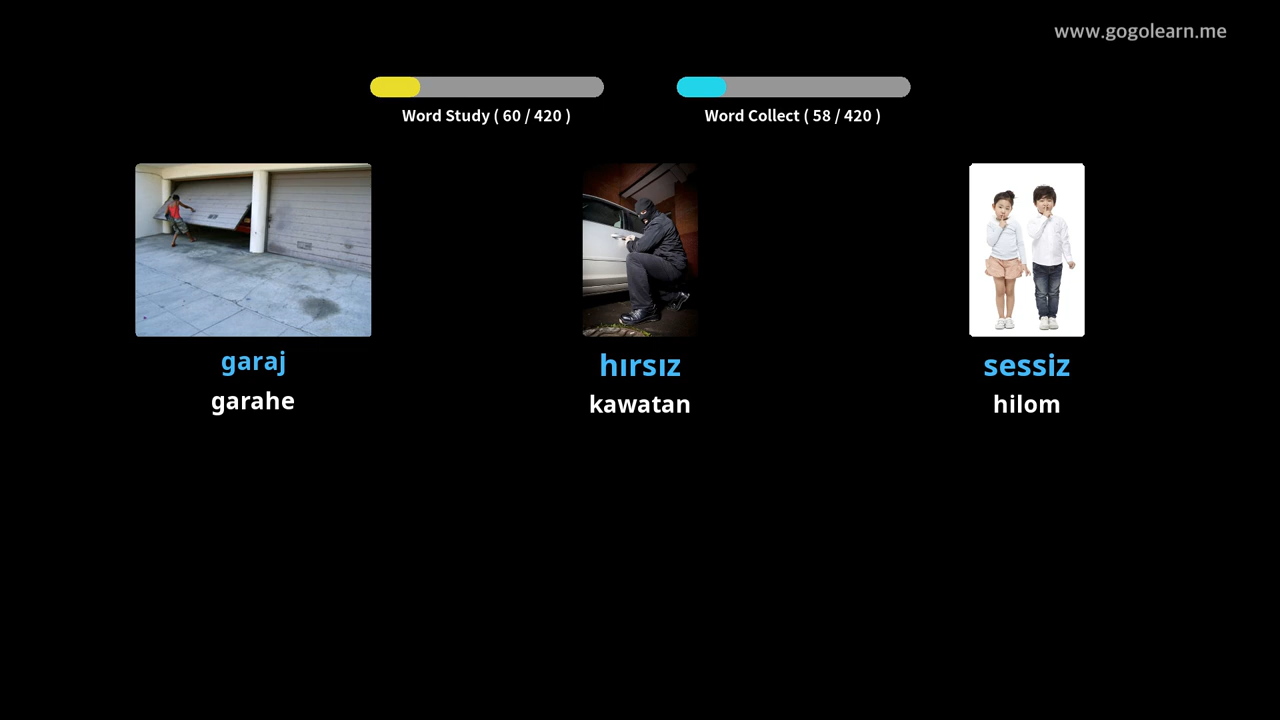 www.gogolearn.me
Word Study ( 60 / 420 )
Word Collect ( 58 / 420 )
garaj
garahe
hırsız
kawatan
sessiz
hilom